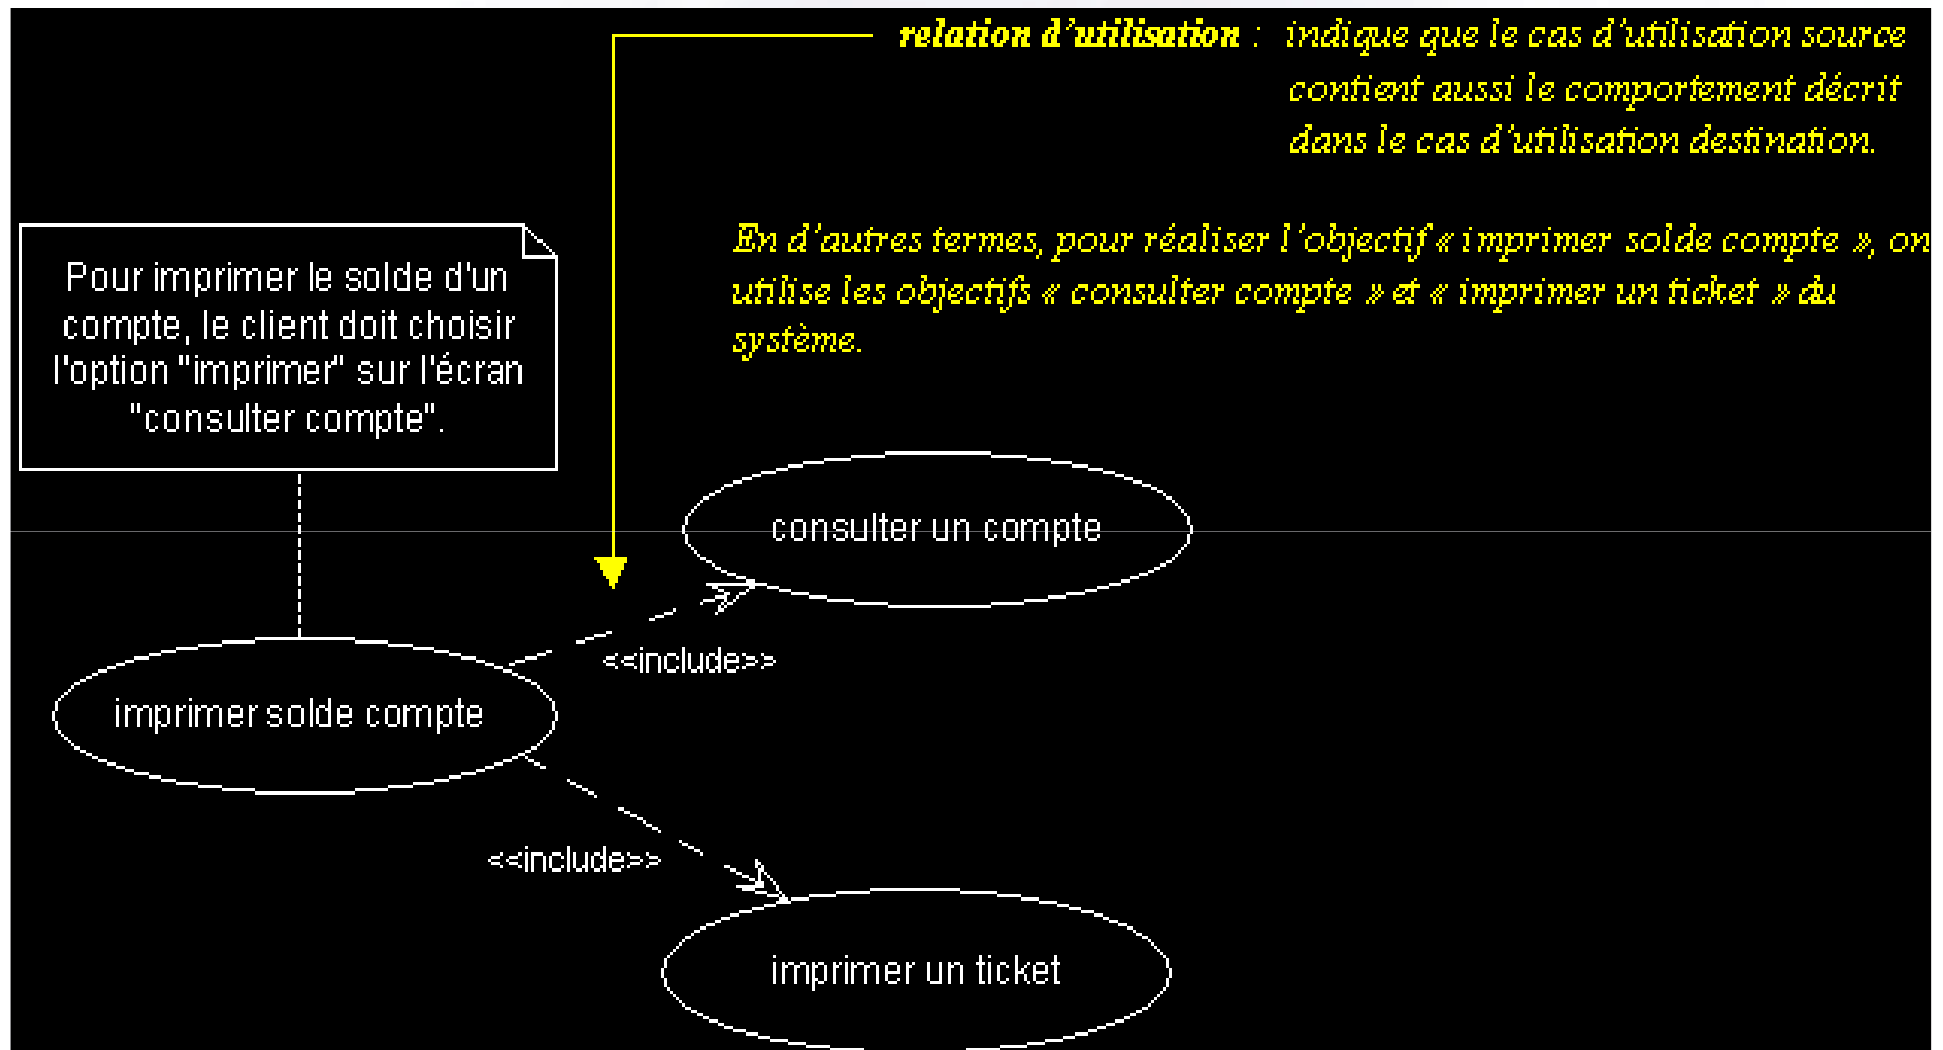 relation d'utilisation : indique que le cas d'utilisation source
contient aussi le comportement décrit
dans le cas d'utilisation destination.
En d'autres termes, pour réaliser l'objectif « imprimer solde compte », on
utilise les objectifs « consulter compte » et « imprimer un ticket » du
système.
Pour imprimer le solde d'un
compte, le client doit choisir
l'option "imprimer" sur l'écran
"consulter compte".
consulter un compte
<<include>>
imprimer solde compte
<<include>>
imprimer un ticket